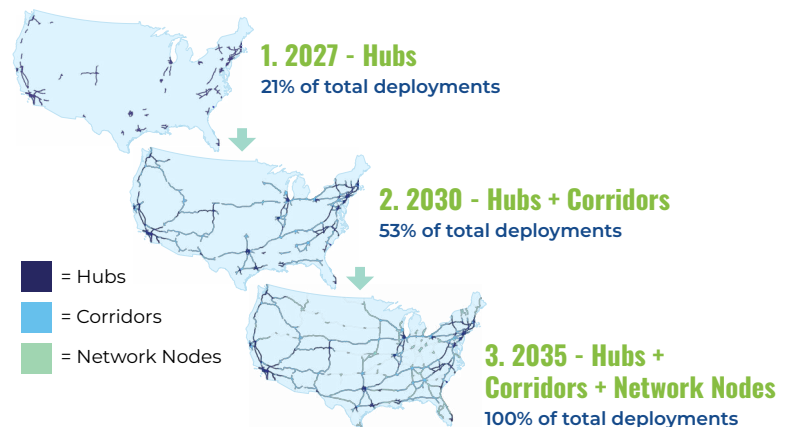 1. 2027 - Hubs
21% of total deployments
2. 2030 - Hubs + Corridors
53% of total deployments
= Hubs
= Corridors
= Network Nodes
3. 2035 - Hubs +
Corridors + Network Nodes
100% of total deployments